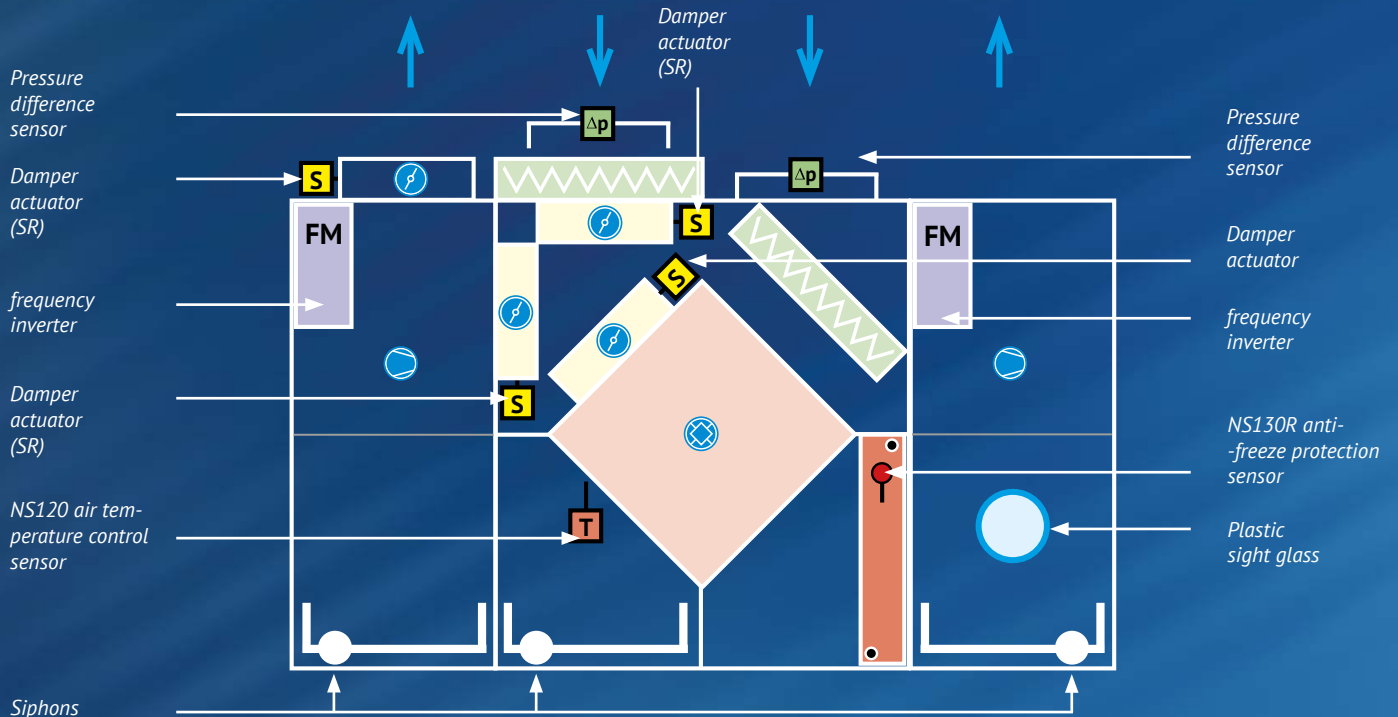 Damper
actuator
(SR)
Pressure
difference
sensor
Δp
Pressure
difference
sensor
Damper
actuator
(SR)
S
Δp
FM
S
FM
Damper
actuator
S
frequency
inverter
frequency
inverter
Damper
actuator
(SR)
S
NS130R anti-
-freeze protection
sensor
NS120 air tem-
perature control
sensor
T
Plastic
sight glass
Siphons